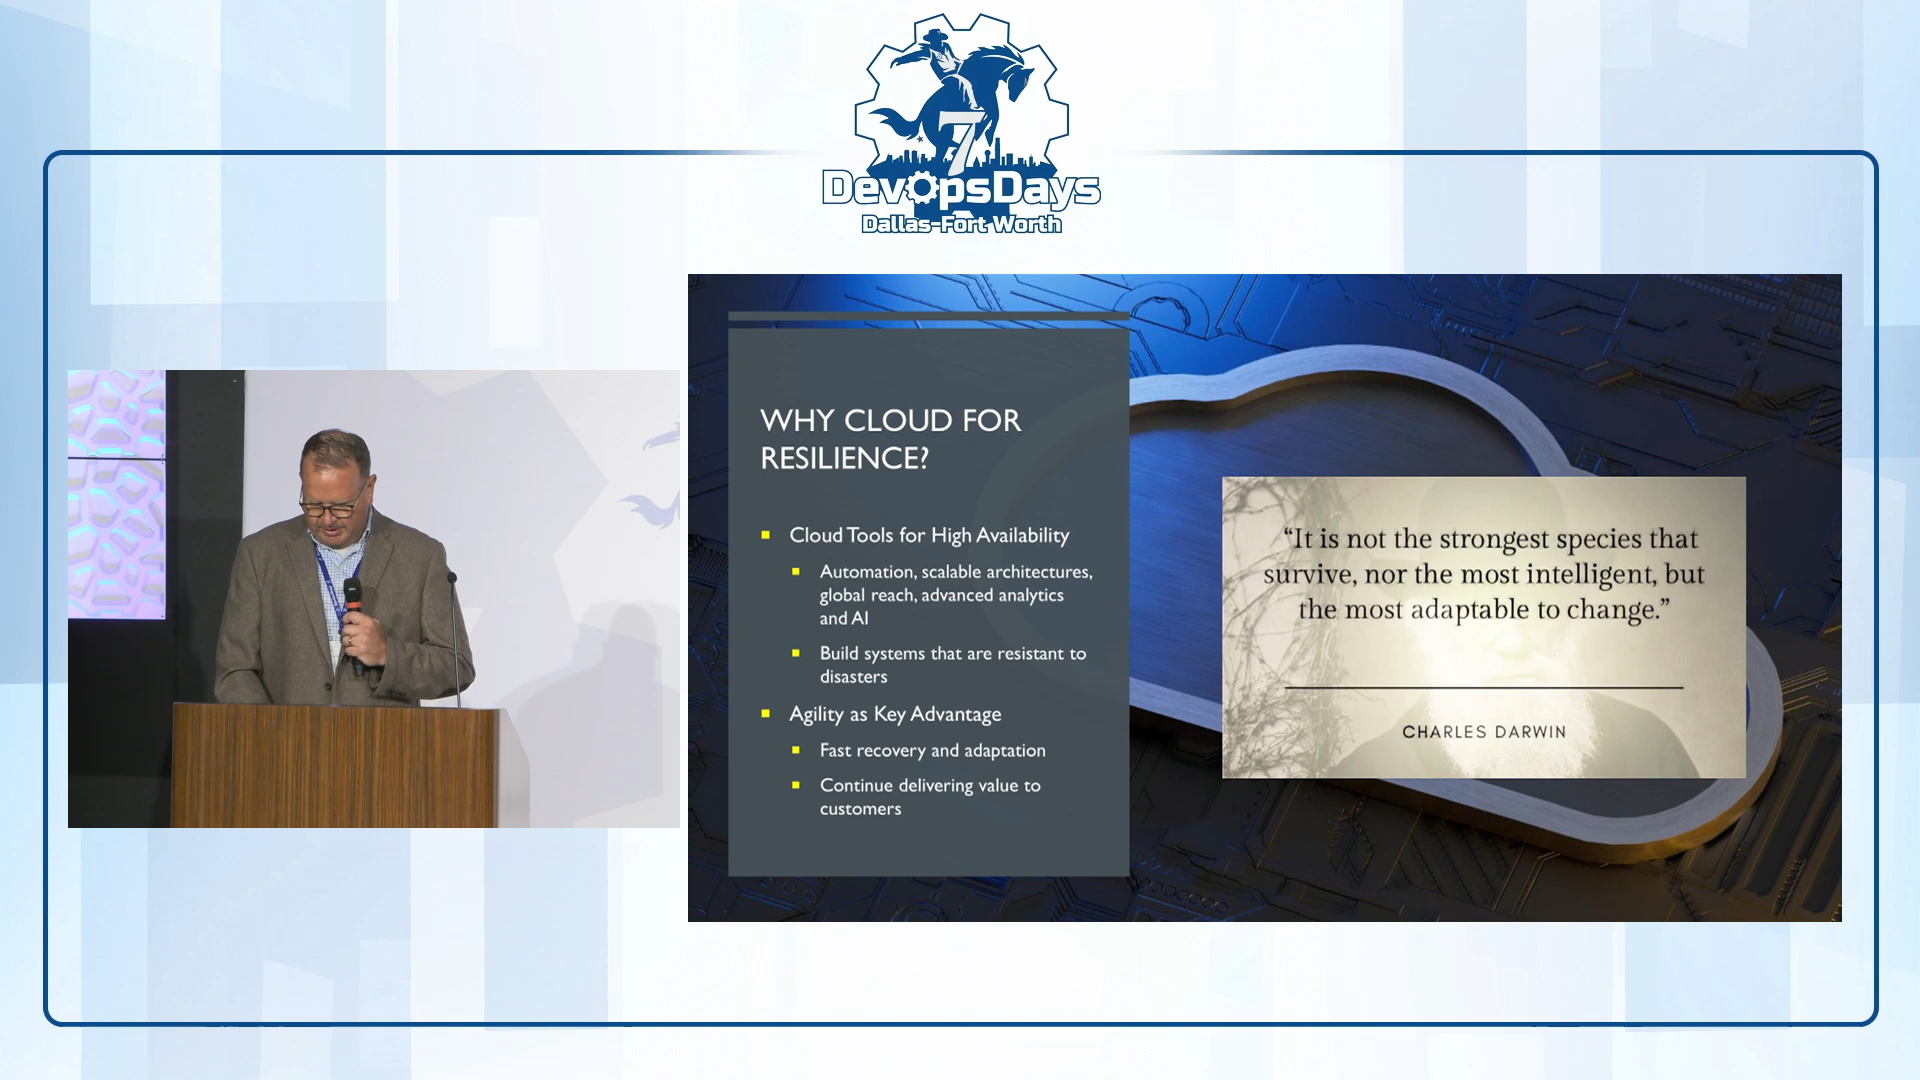 7
DevOpsDays
Dallas-Fort Worth
WHY CLOUD FOR
RESILIENCE?
Cloud Tools for High Availability
Automation, scalable architectures,
global reach, advanced analytics
and AI
Build systems that are resistant to
disasters
Agility as Key Advantage
Fast recovery and adaptation
Continue delivering value to
customers
“It is not the strongest species that
survive, nor the most intelligent, but
the most adaptable to change.”
CHARLES DARWIN